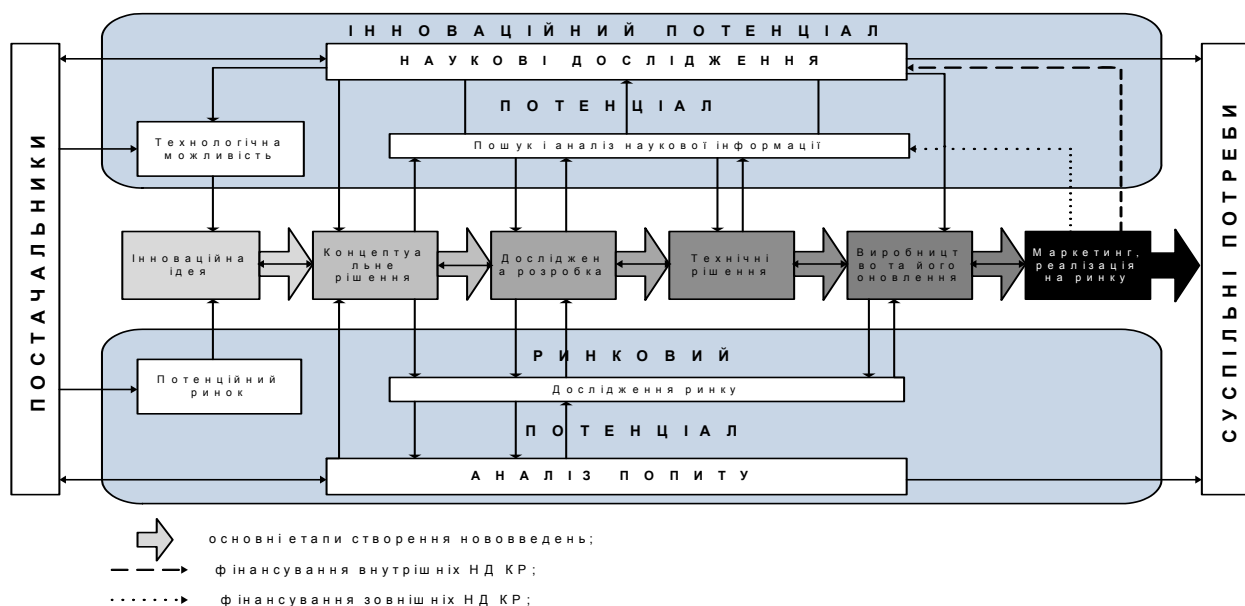 ІННОВАЦІЙНИЙ ПОТЕНЦІАЛ
НАУКОВІ ДОСЛІДЖЕННЯ
ПОТЕНЦІАЛ
Технологічна
можливість
Пошук і аналіз наукової інформації
ПОСТАЧАЛЬНИКИ
СУСПІЛЬНІ ПОТРЕБИ
Інноваційна
ідея
Концептуа
льне
рішення
Досліджен
а розробка
Технічні
рішення
Виробницт
во та його
оновлення
Маркетинг,
реалізація
на ринку
РИНКОВИЙ
Потенційний
ринок
Дослідження ринку
ПОТЕНЦІАЛ
АНАЛІЗ ПОПИТУ
основні етапи створення нововведень;
фінансування внутрішніх НД КР;
фінансування зовнішніх НД КР;